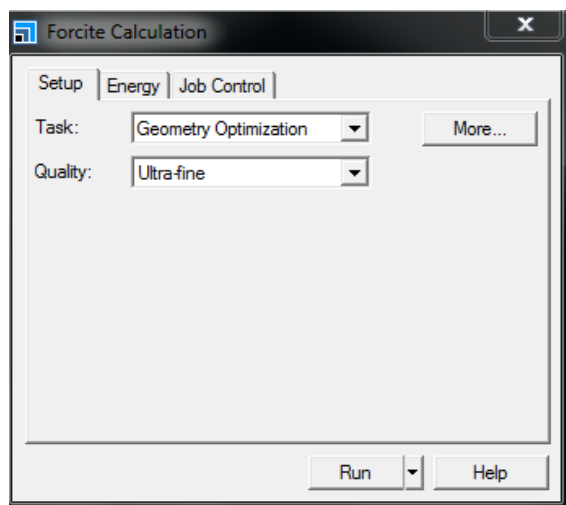 Forcite Calculation
Setup Energy Job Control
Task: Geometry Optimization More...
Quality: Ultra-fine
Run Help